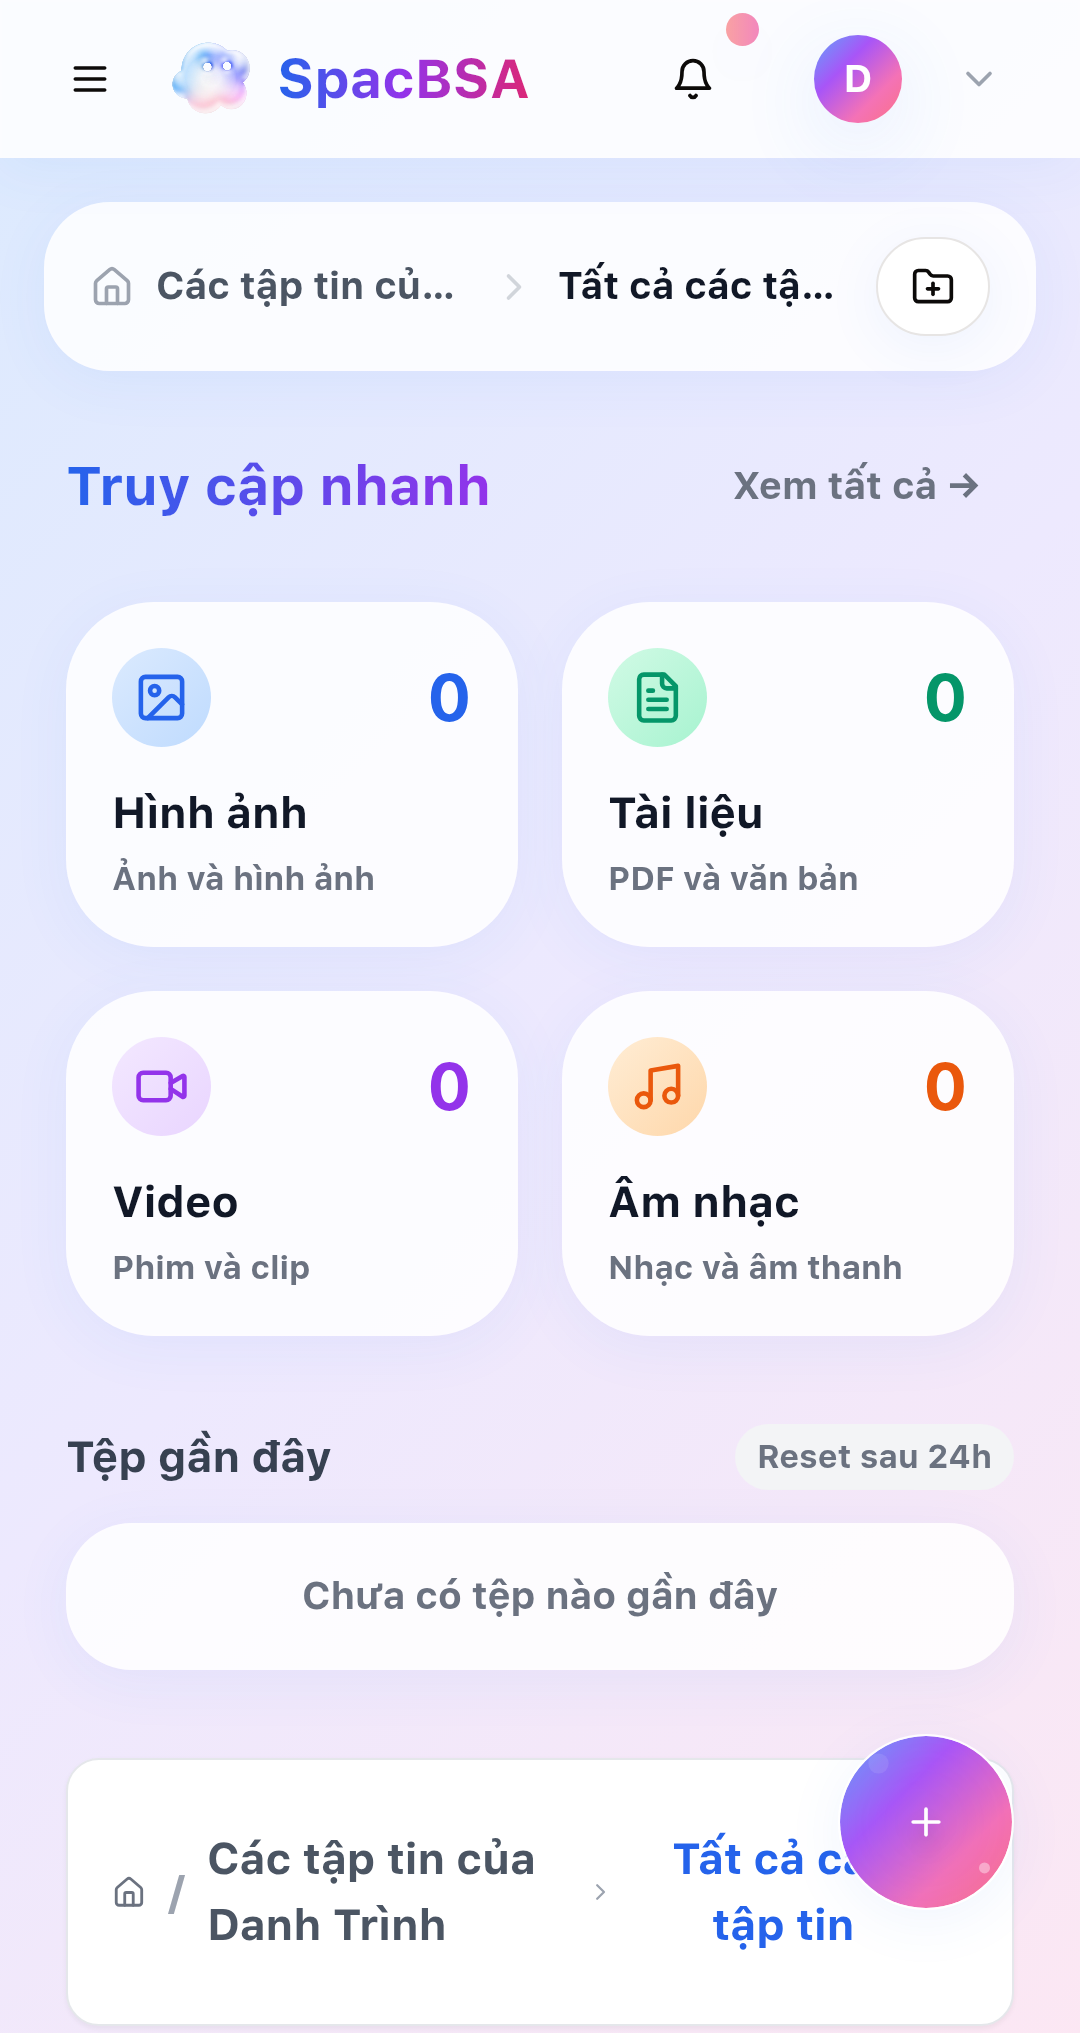 SpacBSA
D
Các tập tin củ...
Tất cả các tậ...
Truy cập nhanh
Xem tất cả →
0
Hình ảnh
Ảnh và hình ảnh
0
Tài liệu
PDF và văn bản
0
Video
Phim và clip
0
Âm nhạc
Nhạc và âm thanh
Tệp gần đây
Reset sau 24h
Chưa có tệp nào gần đây
/
Các tập tin của
Danh Trình
Tất cả
tập tin